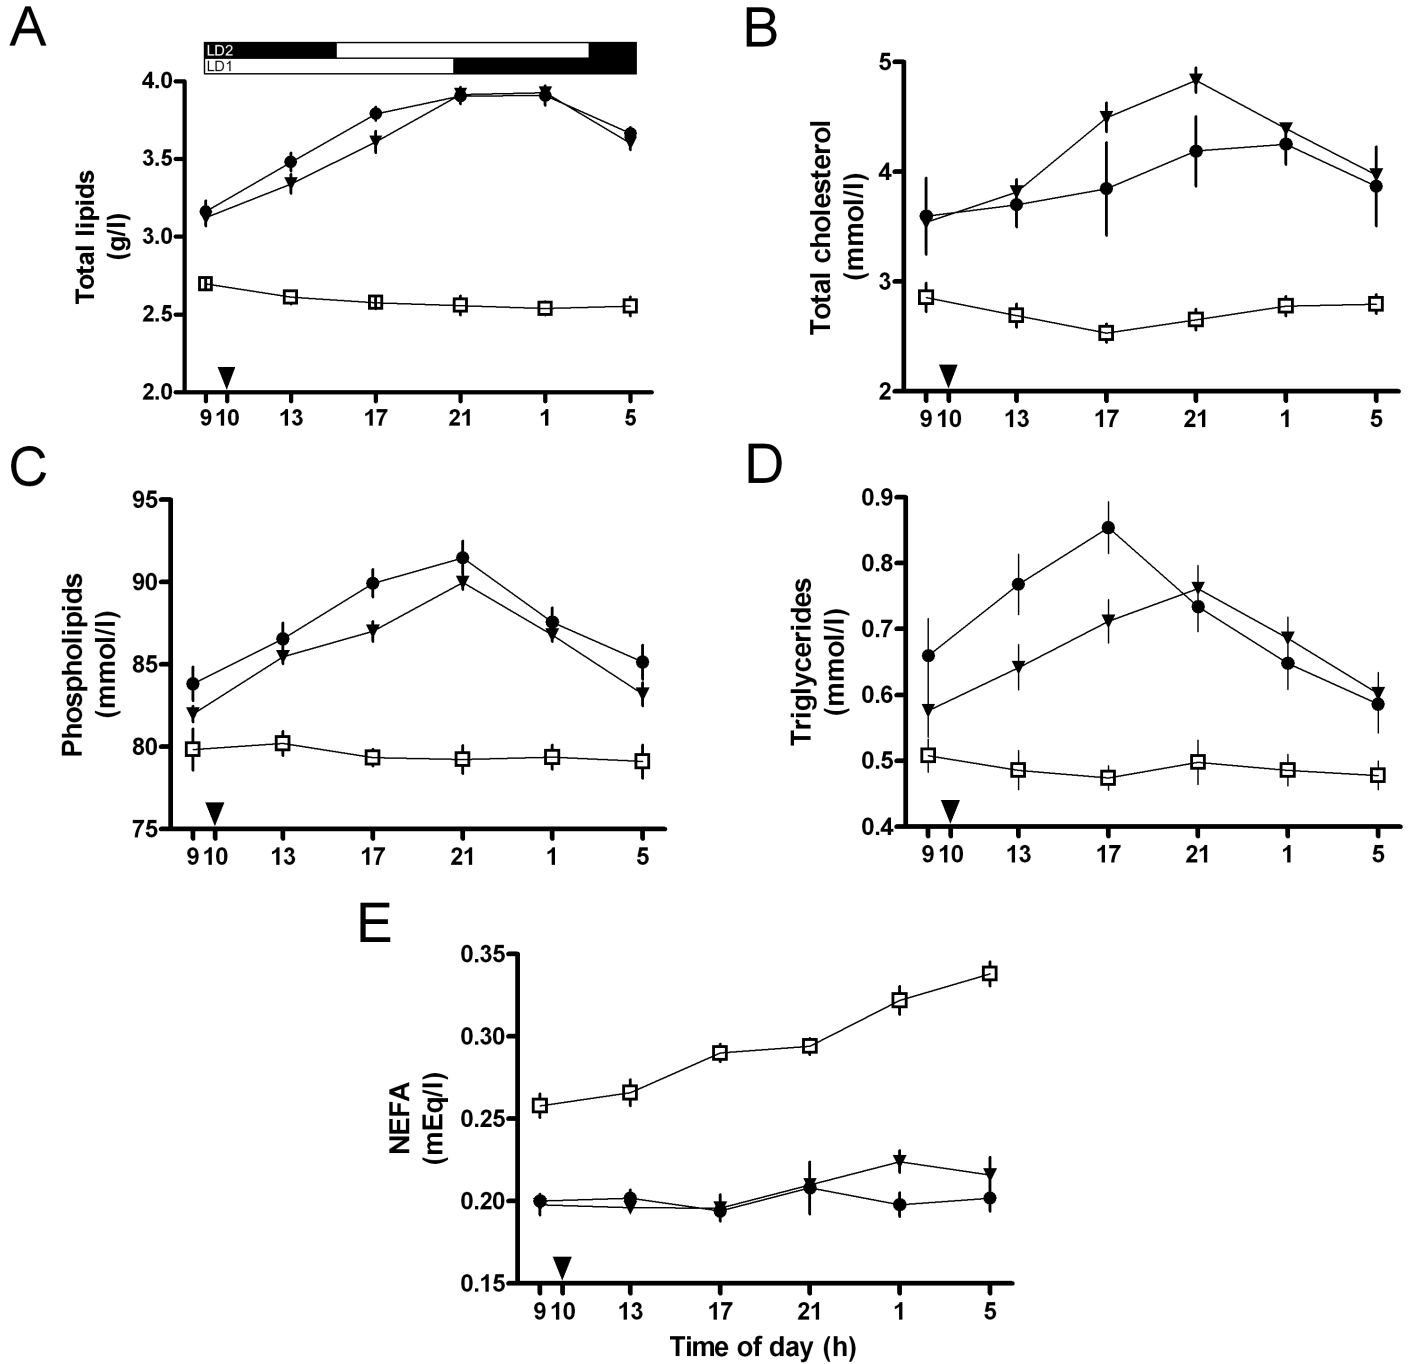 A
LD2
LD1
Total lipids
(g/l)
4.0
3.5
3.0
2.5
2.0
9 10 13 17 21 1 5
B
Total cholesterol
(mmol/l)
5
4
3
2
9 10 13 17 21 1 5
C
Phospholipids
(mmol/l)
95
90
85
80
75
9 10 13 17 21 1 5
D
Triglycerides
(mmol/l)
0.9
0.8
0.7
0.6
0.5
0.4
9 10 13 17 21 1 5
E
NEFA
(mEq/l)
0.35
0.30
0.25
0.20
0.15
9 10 13 17 21 1 5
Time of day (h)